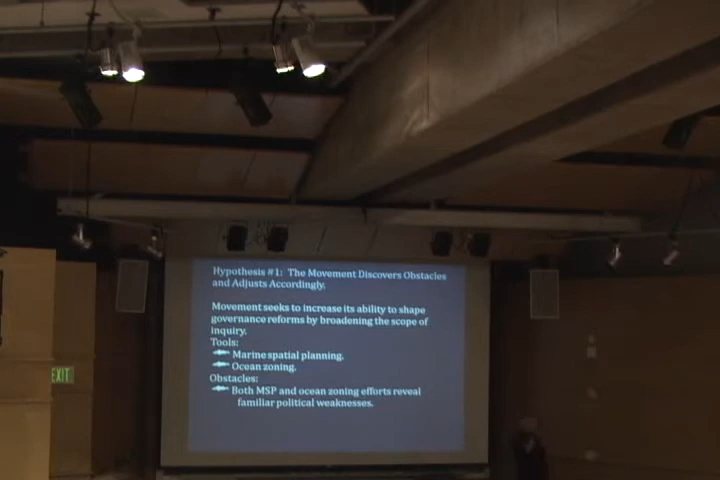 Hypothesis #1: The Movement Discovers Obstacles
and Adjusts Accordingly.
Movement seeks to increase its ability to shape
governance reforms by broadening the scope of
inquiry.
Tools:
Marine spatial planning.
Ocean zoning.
Obstacles:
Both MSP and ocean zoning efforts reveal
familiar political weaknesses.
EXIT